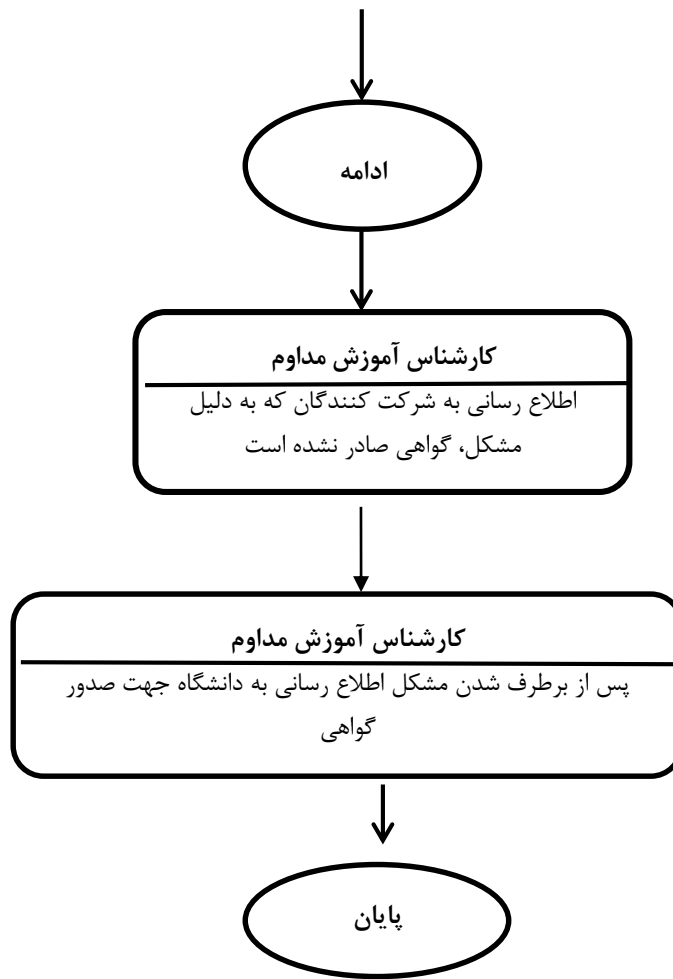 ادامه
کارشناس آموزش مداوم
اطلاع رسانی به شرکت کنندگان که به دلیل
مشکل، گواهی صادر نشده است
کارشناس آموزش مداوم
پس از برطرف شدن مشکل اطلاع رسانی به دانشگاه جهت صدور
گواهی
پایان